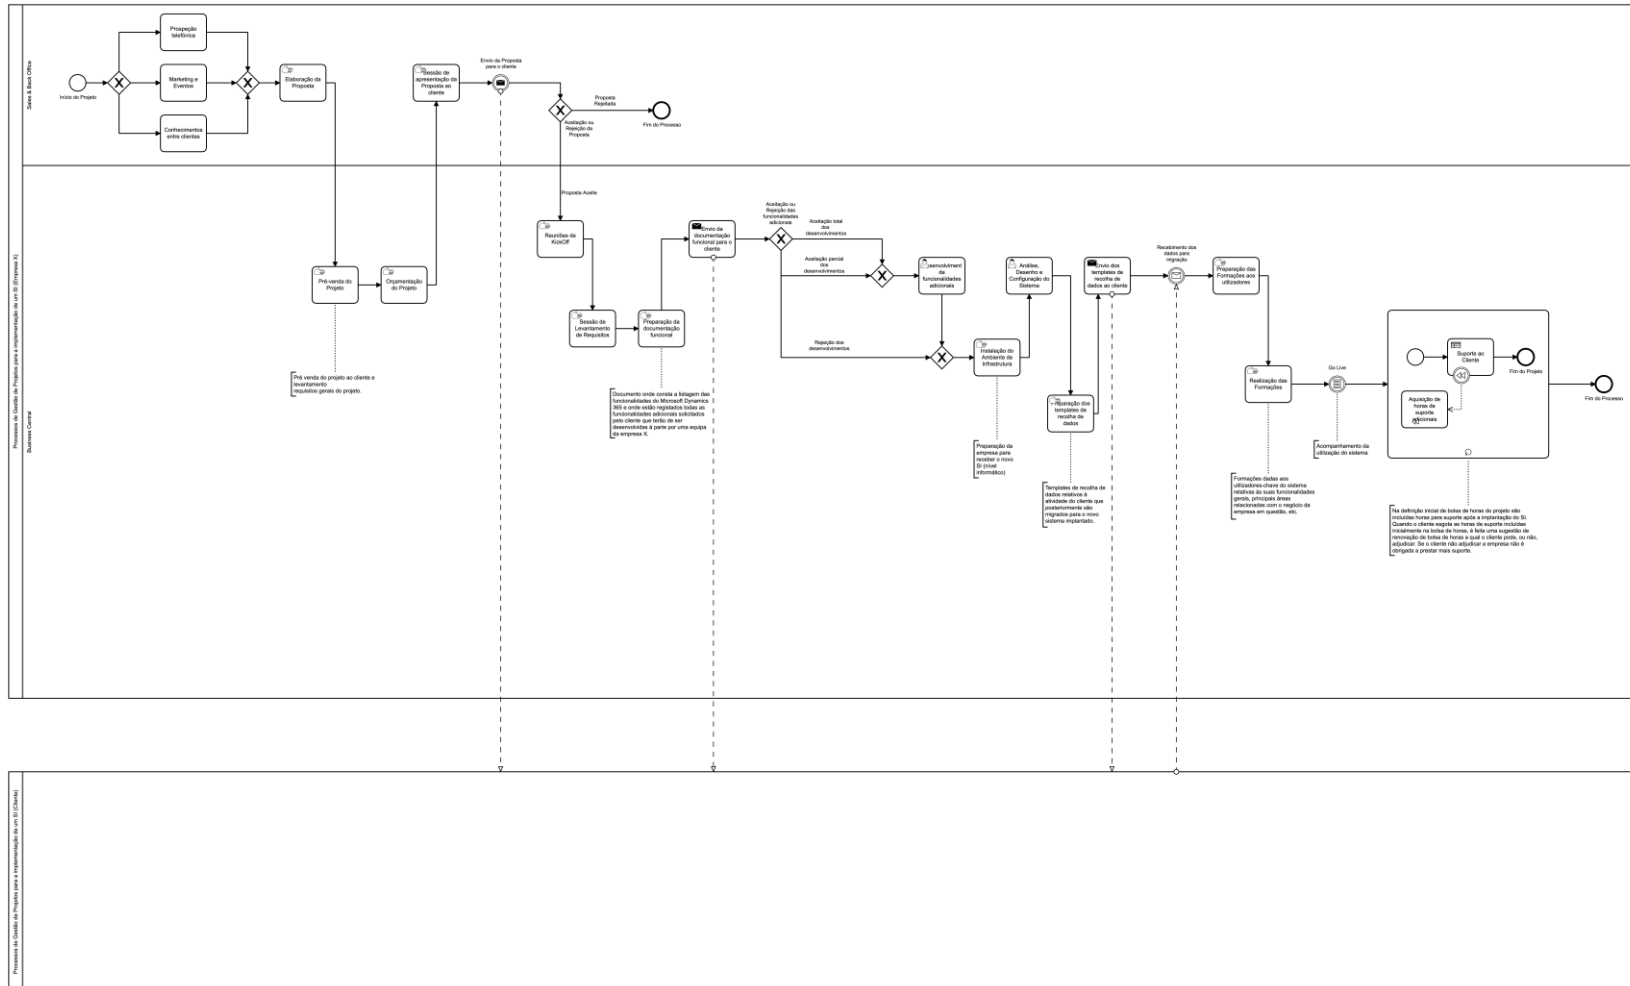 Processos de Gestão de Projetos para a implementação de um SI (Empresa X)
Sales & Back Office
Início do Projeto
Prospeção
telefónica
Marketing e
Eventos
Conhecimentos
entre clientes
Elaboração da
Proposta
Sessão de
apresentação da
Proposta ao
cliente
Envio da Proposta
para o cliente
Proposta
Rejeitada
Aceitação ou
Rejeição da
Proposta
Fim do Processo
Business Central
Proposta Aceite
Pré-venda do
Projeto
Orçamentação
do Projeto
Pré venda do projeto ao cliente e
levantamento
requisitos gerais do projeto.
Reuniões de
KickOff
Sessão de
Levantamento
de Requisitos
Preparação da
documentação
funcional
Documento onde consta a listagem das
funcionalidades do Microsoft Dynamics
365 e onde estão registados todas as
funcionalidades adicionais solicitados
pelo cliente que terão de ser
desenvolvidas à parte por uma equipa
da empresa X.
Envio da
documentação
funcional para o
cliente
Aceitação ou
Rejeição das
funcionalidades
adicionais
Aceitação total
dos
desenvolvimentos
Aceitação parcial
dos
desenvolvimentos
Rejeição dos
desenvolvimentos
esenvolviment
de
funcionalidades
adicionais
Instalação do
Ambiente de
Infraestrutura
Preparação da
empresa para
receber o novo
SI (nível
informático)
Análise,
Desenho e
Configuração do
Sistema
Preparação dos
templates de
recolha de
dados
Templates de recolha de
dados relativos à
atividade do cliente que
posteriormente são
migrados para o novo
sistema implantado.
Envio dos
templates de
recolha de
dados ao cliente
Recebimento dos
dados para
migração
Preparação das
Formações aos
utilizadores
Realização das
Formações
Formações dadas aos
utilizadores-chave do sistema
relativas às suas funcionalidades
gerais, principais áreas
relacionadas com o negócio da
empresa em questão, etc.
Go Live
Acompanhamento da
utilização do sistema
Suporte ao
Cliente
Fim do Projeto
Aquisição de
horas de
suporte
adicionais
Fim do Processo
Na definição inicial de bolsa de horas do projeto são
incluídas horas para suporte após a implantação do SI.
Quando o cliente esgota as horas de suporte incluídas
inicialmente na bolsa de horas, é feita uma sugestão de
renovação de bolsa de horas a qual o cliente pode, ou não,
adjudicar. Se o cliente não adjudicar a empresa não é
obrigada a prestar mais suporte.
Processos de Gestão de Projetos para a implementação de um SI (Cliente)